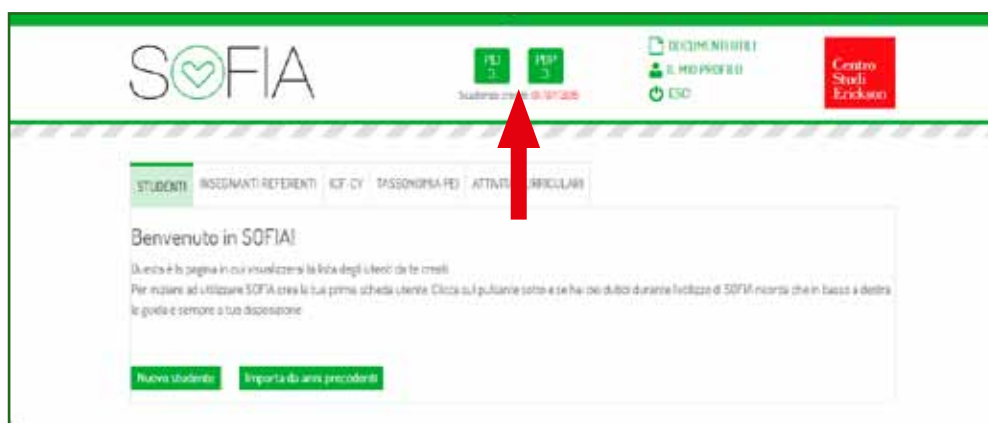 SOFIA
PEI PDP
3 3
Scadenza crediti
DOCUMENTI UTILI
IL MIO PROFILO
ESCI
Centro
Studi
Erickson
STUDENTI INSEGNANTI REFERENTI ICF-CY TASSONOMIA PEI ATTIVITÀ CURRICULARI
Benvenuto in SOFIA!
Questa è la pagina in cui visualizzerai la lista degli utenti da te creati.
Per iniziare ad utilizzare SOFIA crea la tua prima scheda utente. Clicca sul pulsante sotto e se hai dei dubbi durante l'utilizzo di SOFIA ricorda che in basso a destra
la guida è sempre a tua disposizione
Nuovo studente Importa da anni precedenti